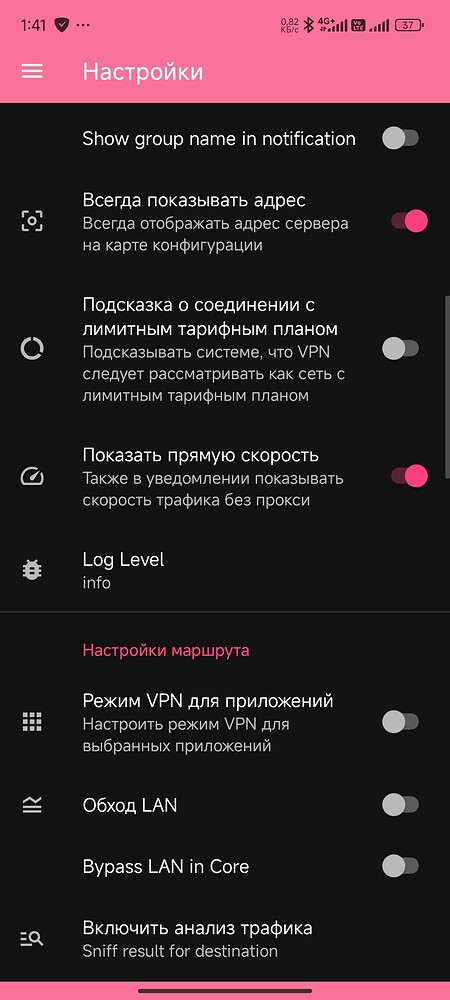 1:41
0.82
КБ/с
4G+
Vo
LTE
37
Настройки
Show group name in notification
Всегда показывать адрес
Всегда отображать адрес сервера
на карте конфигурации
Подсказка о соединении с
лимитным тарифным планом
Подсказывать системе, что VPN
следует рассматривать как сеть с
лимитным тарифным планом
Показать прямую скорость
Также в уведомлении показывать
скорость трафика без прокси
Log Level
info
Настройки маршрута
Режим VPN для приложений
Настроить режим VPN для
выбранных приложений
Обход LAN
Bypass LAN in Core
Включить анализ трафика
Sniff result for destination